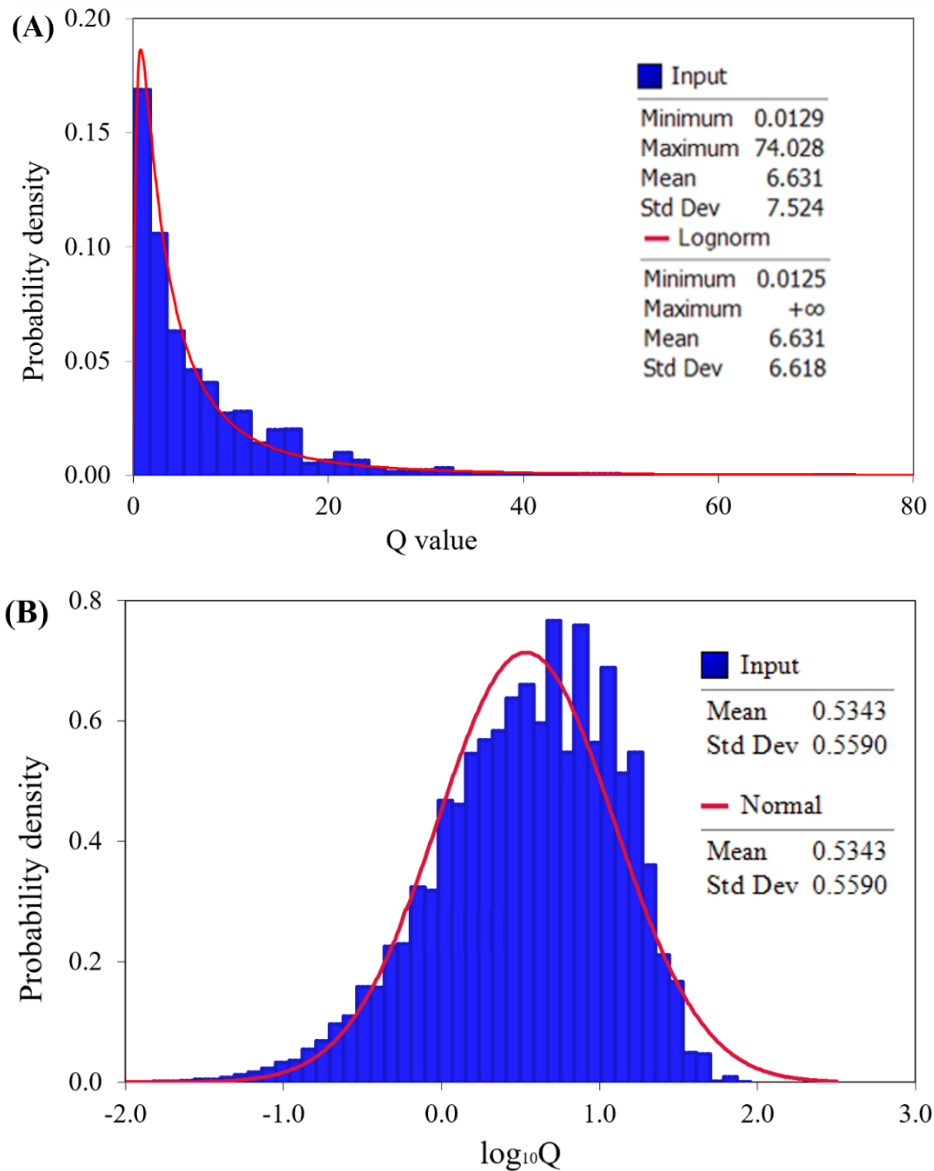 (A)
0.20
0.15
0.10
0.05
0.00
Probability density
Input
Minimum 0.0129
Maximum 74.028
Mean 6.631
Std Dev 7.524
Lognorm
Minimum 0.0125
Maximum +∞
Mean 6.631
Std Dev 6.618
0 20 40 60 80
Q value
(B)
0.8
0.6
0.4
0.2
0.0
Probability density
Input
Mean 0.5343
Std Dev 0.5590
Normal
Mean 0.5343
Std Dev 0.5590
-2.0 -1.0 0.0 1.0 2.0 3.0
log₁₀Q